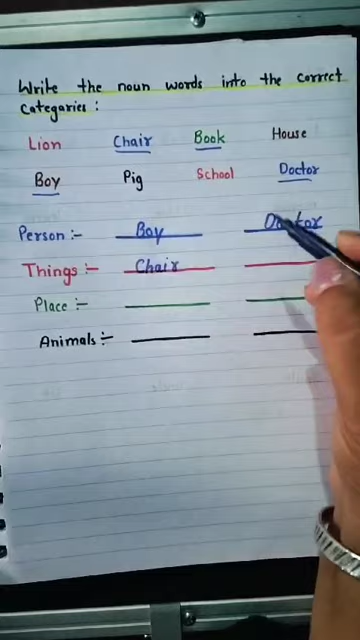 Write the noun words into the correct
categaries :
Lion Chair Book House
Boy Pig School Doctor
Person :- Boy Doctor
Things :- Chair
Place :-
Animals :-